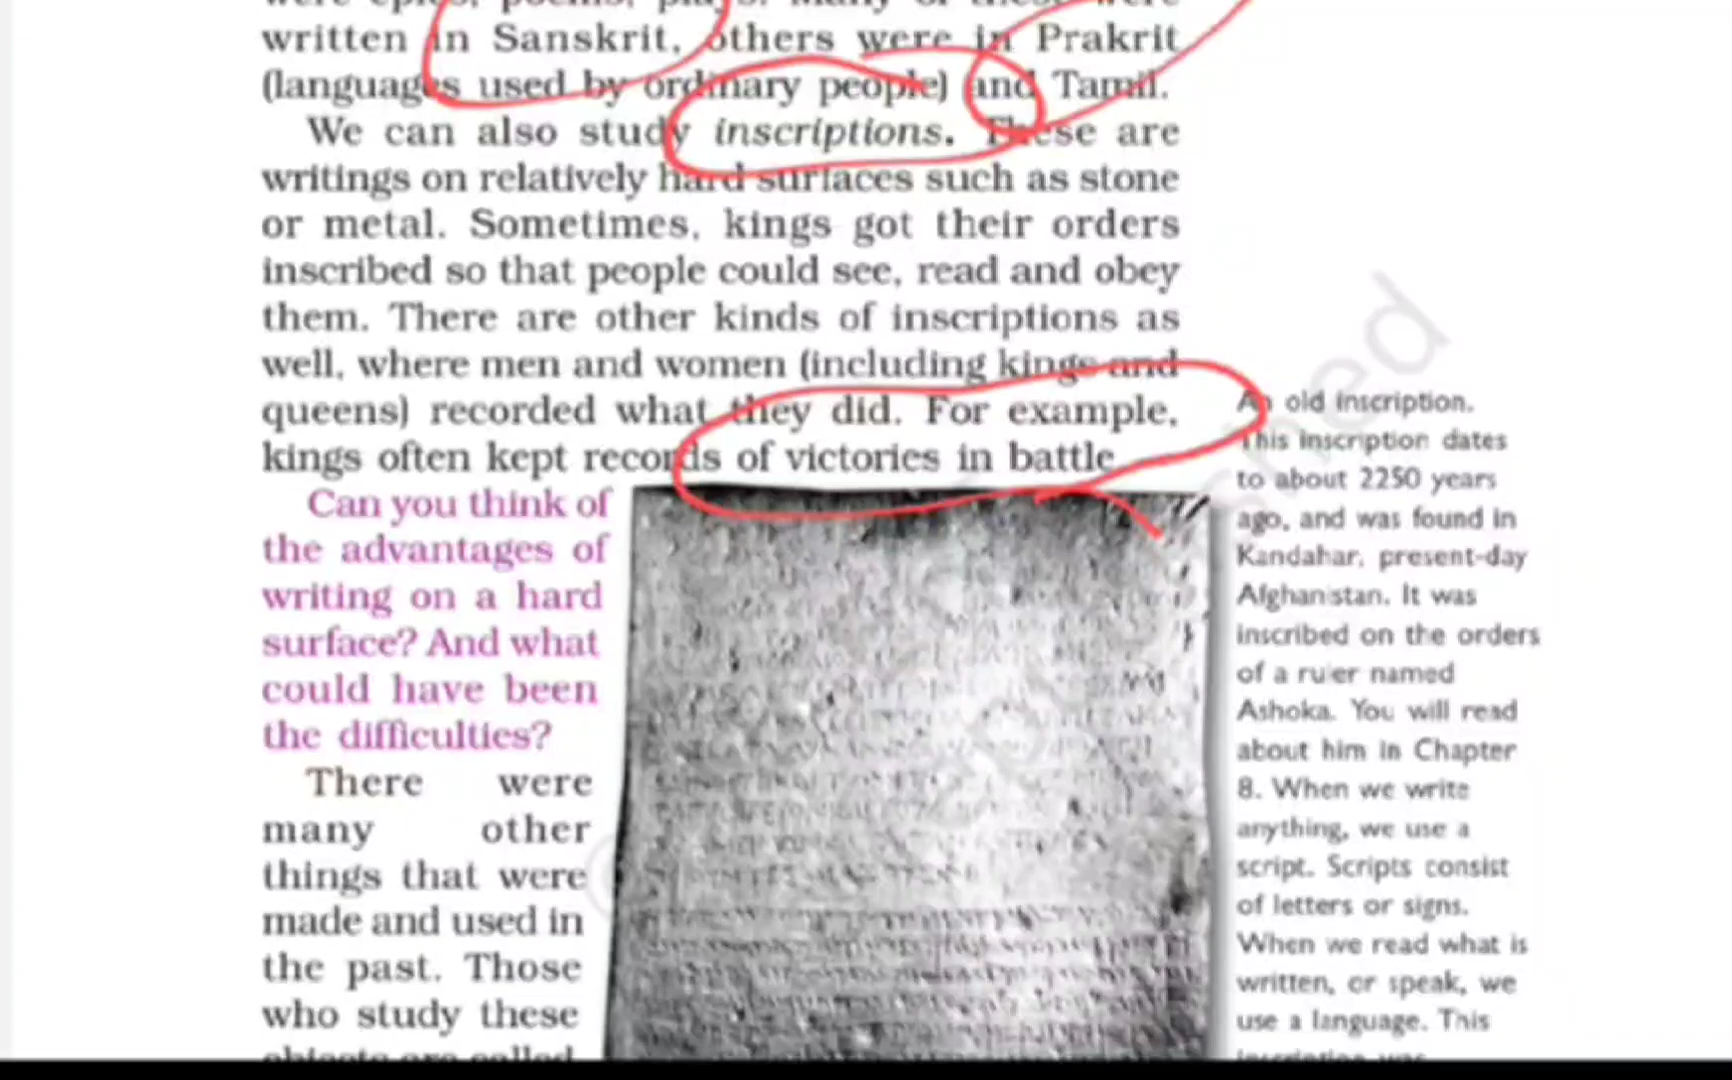 written in Sanskrit, others were in Prakrit
(languages used by ordinary people) and Tamil.
We can also study inscriptions. These are
writings on relatively hard surfaces such as stone
or metal. Sometimes, kings got their orders
inscribed so that people could see, read and obey
them. There are other kinds of inscriptions as
well, where men and women (including kings and
queens) recorded what they did. For example,
kings often kept records of victories in battle
Can you think of
the advantages of
writing on a hard
surface? And what
could have been
the difficulties?
There were
many other
things that were
made and used in
the past. Those
who study these
An old inscription.
This inscription dates
to about 2250 years
ago, and was found in
Kandahar, present-day
Afghanistan. It was
inscribed on the orders
of a ruler named
Ashoka. You will read
about him in Chapter
8. When we write
anything, we use a
script. Scripts consist
of letters or signs.
When we read what is
written, or speak, we
use a language. This